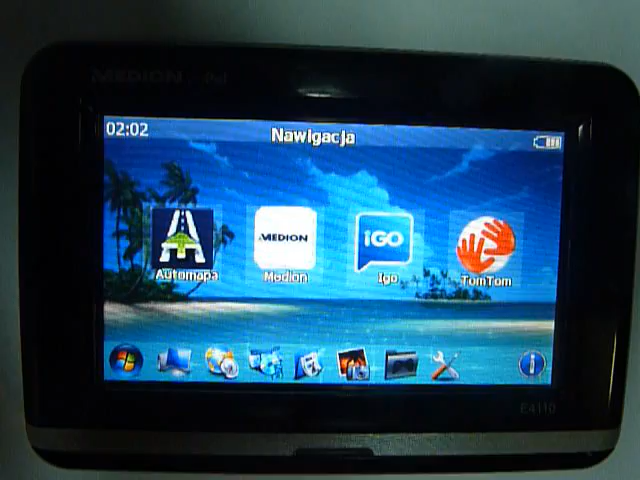 MEDION
02:02
Nawigacja
MEDION
iGO
Automapa
Medion
Igo
TomTom
E4110